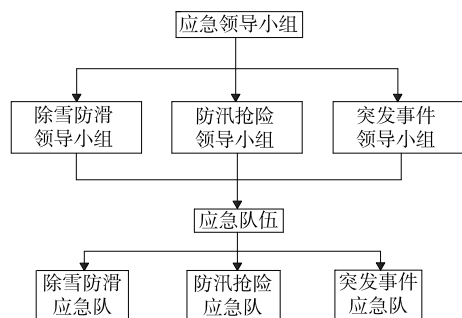 应急领导小组
除雪防滑
领导小组
防汛抢险
领导小组
突发事件
领导小组
应急队伍
除雪防滑
应急队
防汛抢险
应急队
突发事件
应急队